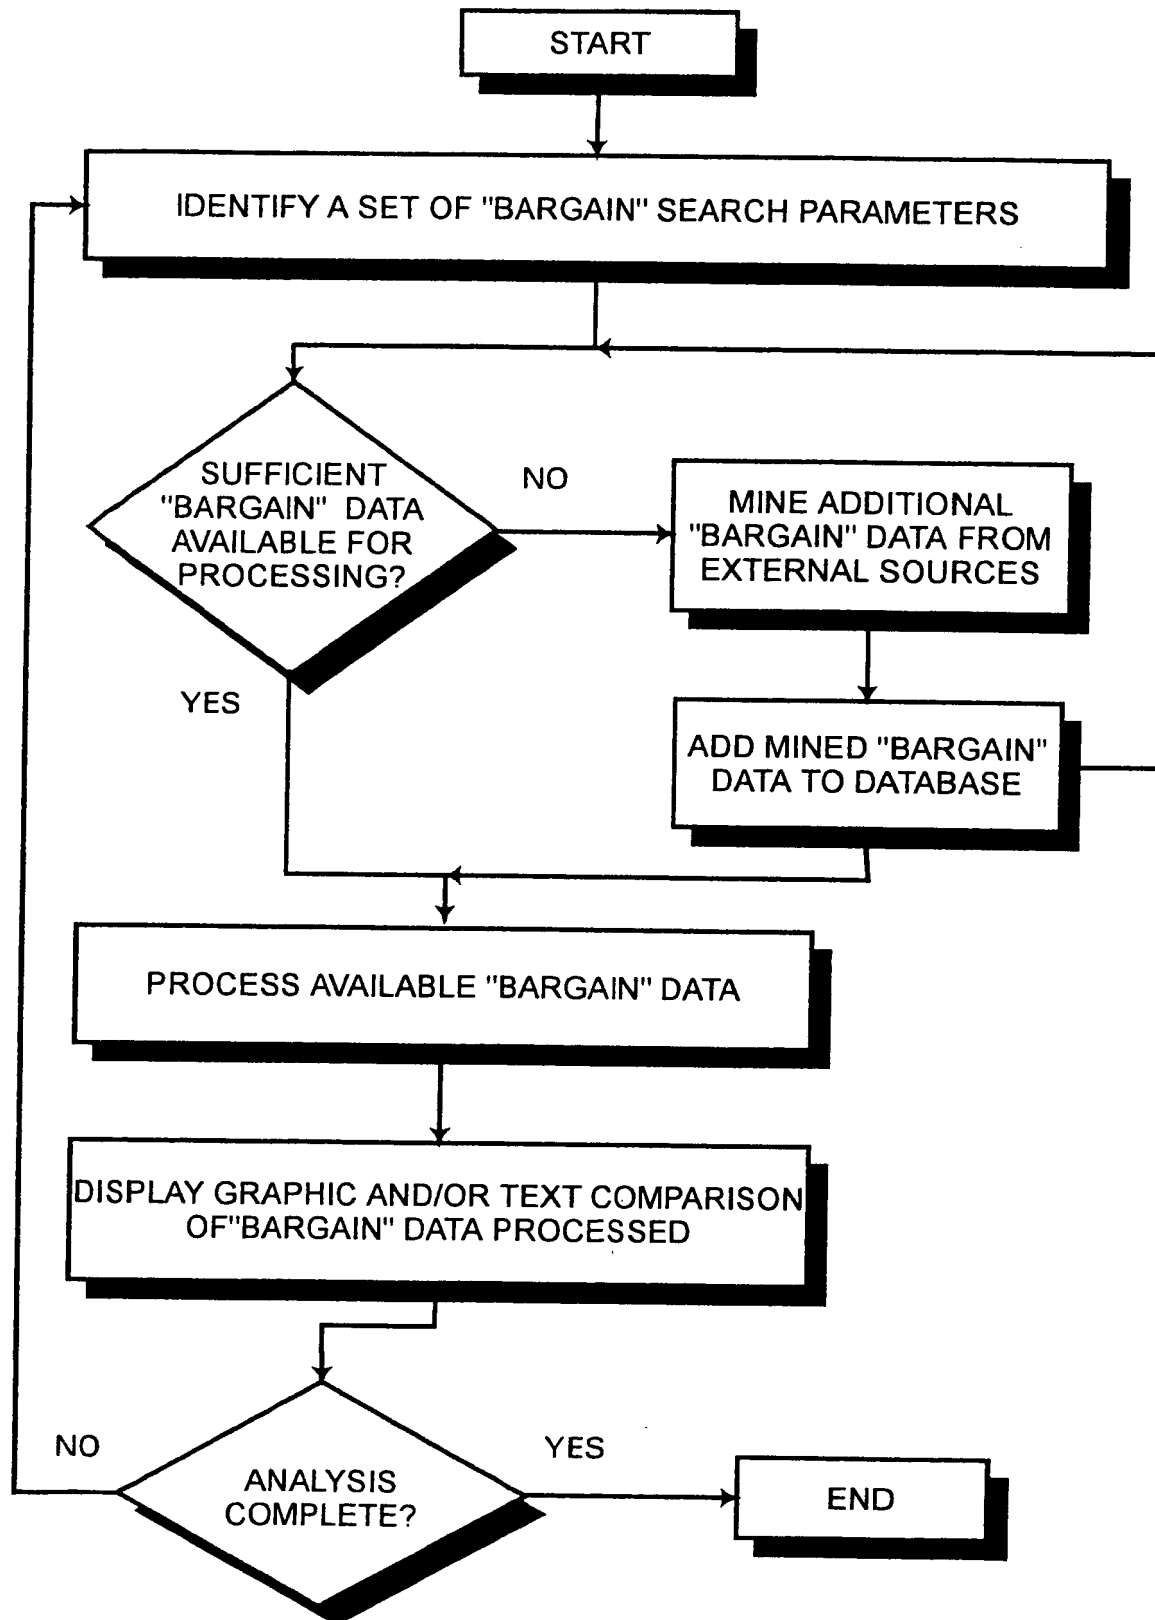 START
IDENTIFY A SET OF "BARGAIN" SEARCH PARAMETERS
SUFFICIENT
"BARGAIN" DATA
AVAILABLE FOR
PROCESSING?
NO
MINE ADDITIONAL
"BARGAIN" DATA FROM
EXTERNAL SOURCES
YES
ADD MINED "BARGAIN"
DATA TO DATABASE
PROCESS AVAILABLE "BARGAIN" DATA
DISPLAY GRAPHIC AND/OR TEXT COMPARISON
OF"BARGAIN" DATA PROCESSED
NO
ANALYSIS
COMPLETE?
YES
END